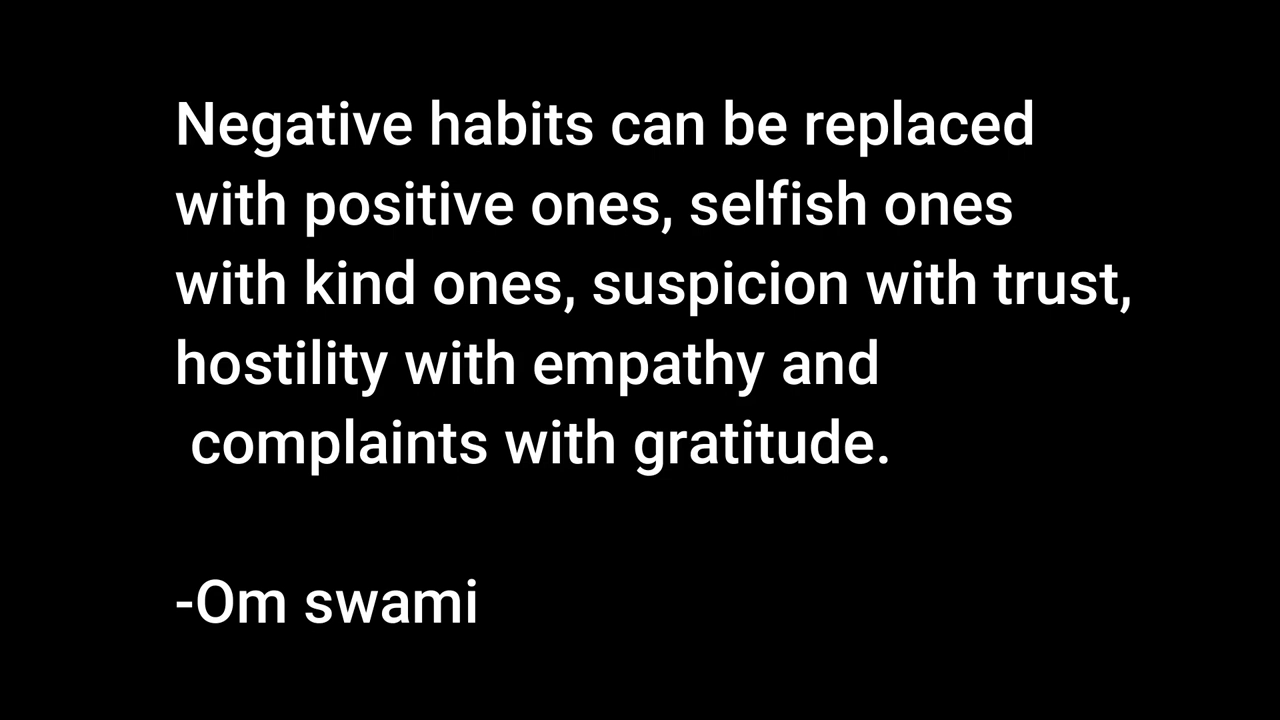 Negative habits can be replaced
with positive ones, selfish ones
with kind ones, suspicion with trust,
hostility with empathy and
complaints with gratitude.
-Om swami